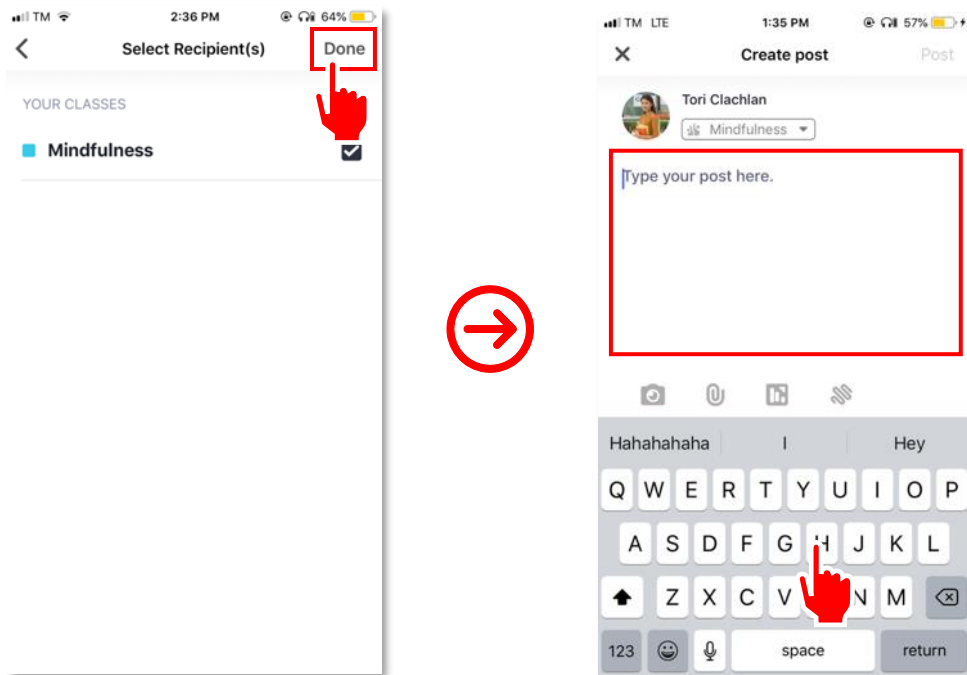 TM 2:36 PM 64%
Select Recipient(s) Done
YOUR CLASSES
Mindfulness
TM LTE 1:35 PM 57%
Create post Post
Tori Clachlan
Mindfulness
Type your post here.
Hahahahaha I Hey
Q W E R T Y U I O P
A S D F G H J K L
Z X C V N M
123 space return